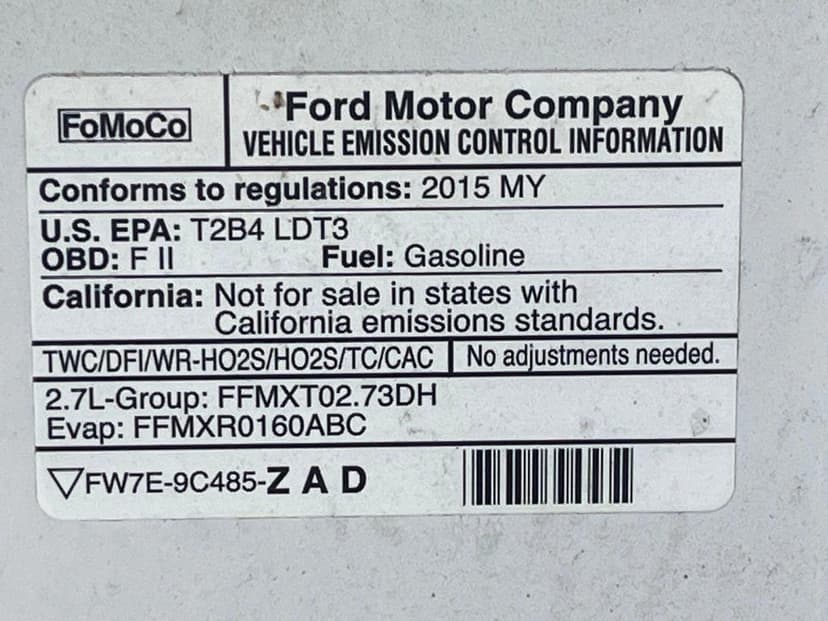 FoMoCo
Ford Motor Company
VEHICLE EMISSION CONTROL INFORMATION
Conforms to regulations: 2015 MY
U.S. EPA: T2B4 LDT3
OBD: F II Fuel: Gasoline
California: Not for sale in states with
California emissions standards.
TWC/DFI/WR-HO2S/HO2S/TC/CAC No adjustments needed.
2.7L-Group: FFMXT02.73DH
Evap: FFMXR0160ABC
FW7E-9C485-Z A D